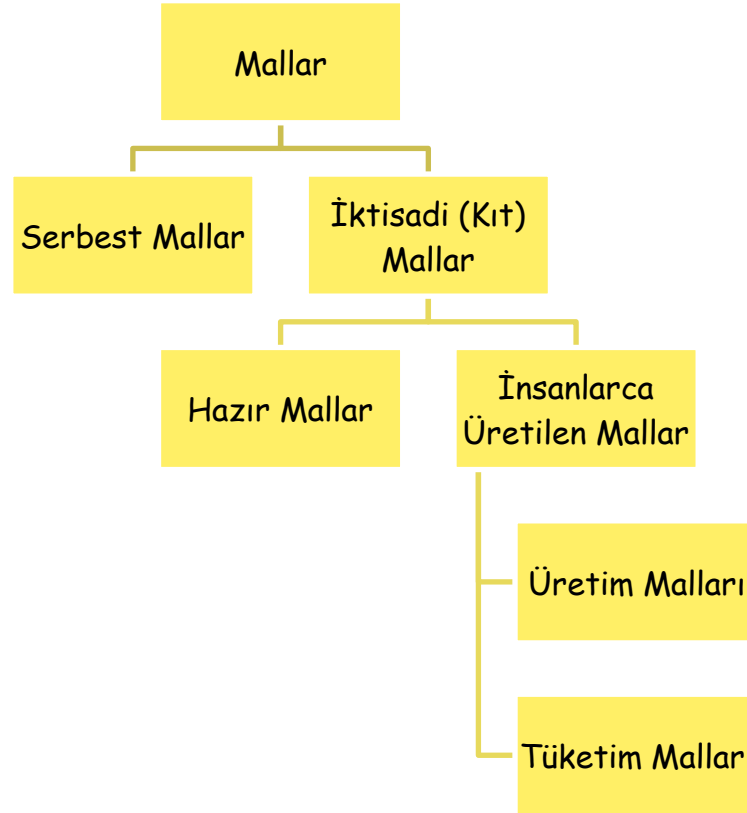 Mallar
Serbest Mallar
İktisadi (Kıt)
Mallar
Hazır Mallar
İnsanlarca
Üretilen Mallar
Üretim Malları
Tüketim Mallar